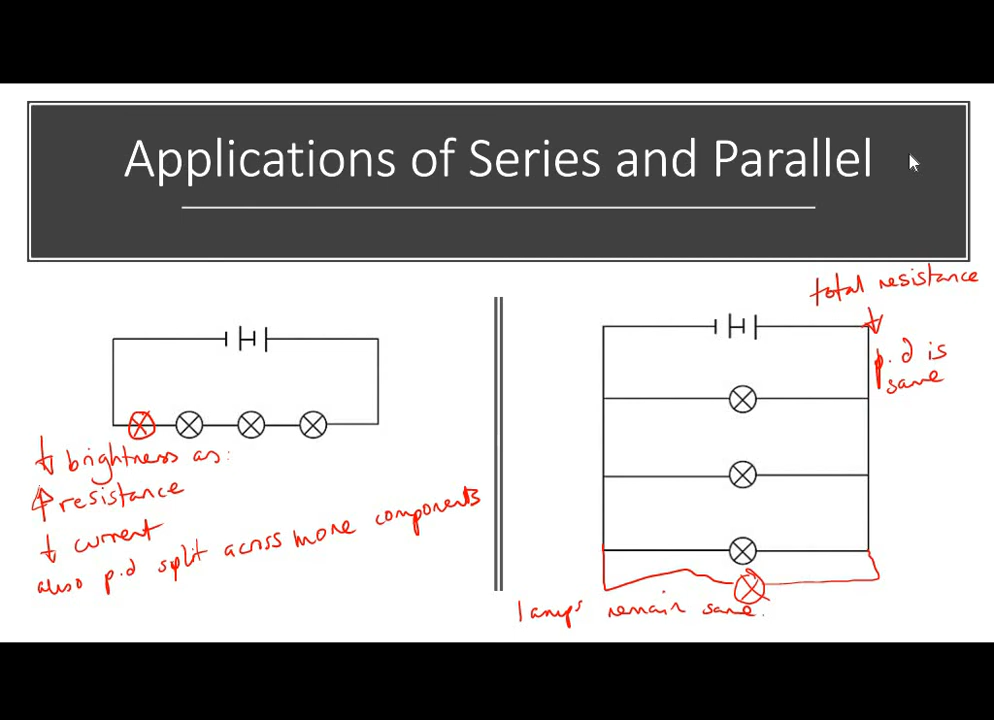 Applications of Series and Parallel
↓ brightness as:
↑ resistance
↓ current
also p.d split across more components
total resistance
↓
p.d is
same
lamps remain same.